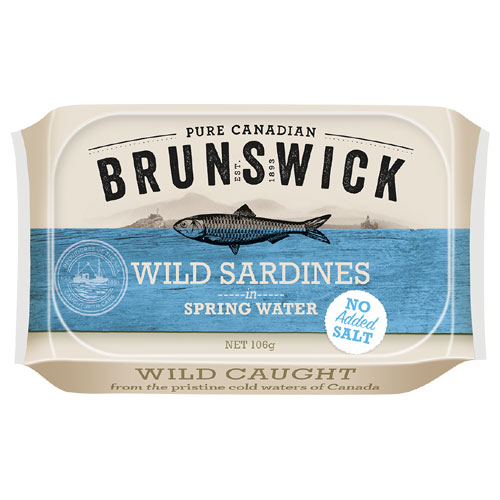 PURE CANADIAN
BRUNSWICK
EST. 1893
WILD SARDINES
in
SPRING WATER
NO
Added
SALT
NET 106g
WILD CAUGHT
from the pristine cold waters of Canada